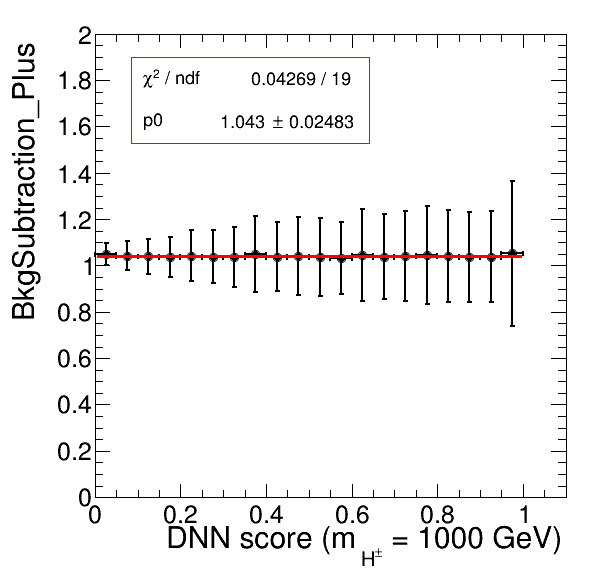 BkgSubtraction_Plus
2
1.8
1.6
1.4
1.2
1
0.8
0.6
0.4
0.2
0
χ² / ndf 0.04269 / 19
p0 1.043 ± 0.02483
0 0.2 0.4 0.6 0.8 1
DNN score (m_H± = 1000 GeV)